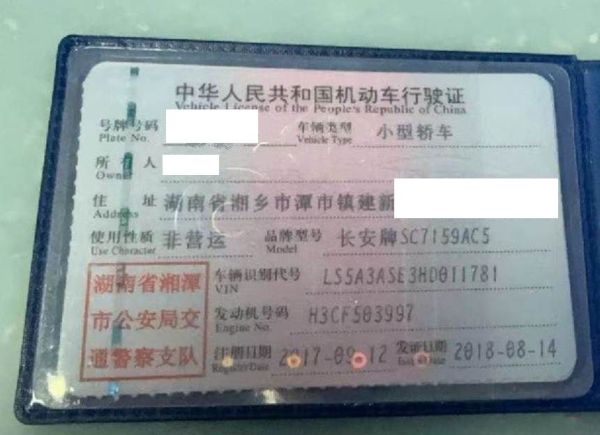 中华人民共和国机动车行驶证
Vehicle License of the People's Republic of China
号牌号码 车辆类型 小型轿车
Plate No. Vehicle Type
所有人
Owner
住址 湖南省湘乡市潭市镇建新
Address
使用性质 非营运 品牌型号 长安牌SC7159AC5
Use Character Model
湖南省湘潭
市公安局交
通警察支队
车辆识别代号 LS5A3ASE3HD011781
VIN
发动机号码 H3CF503997
Engine No.
注册日期 2017-09-12 发证日期 2018-08-14
Register Date Issue Date